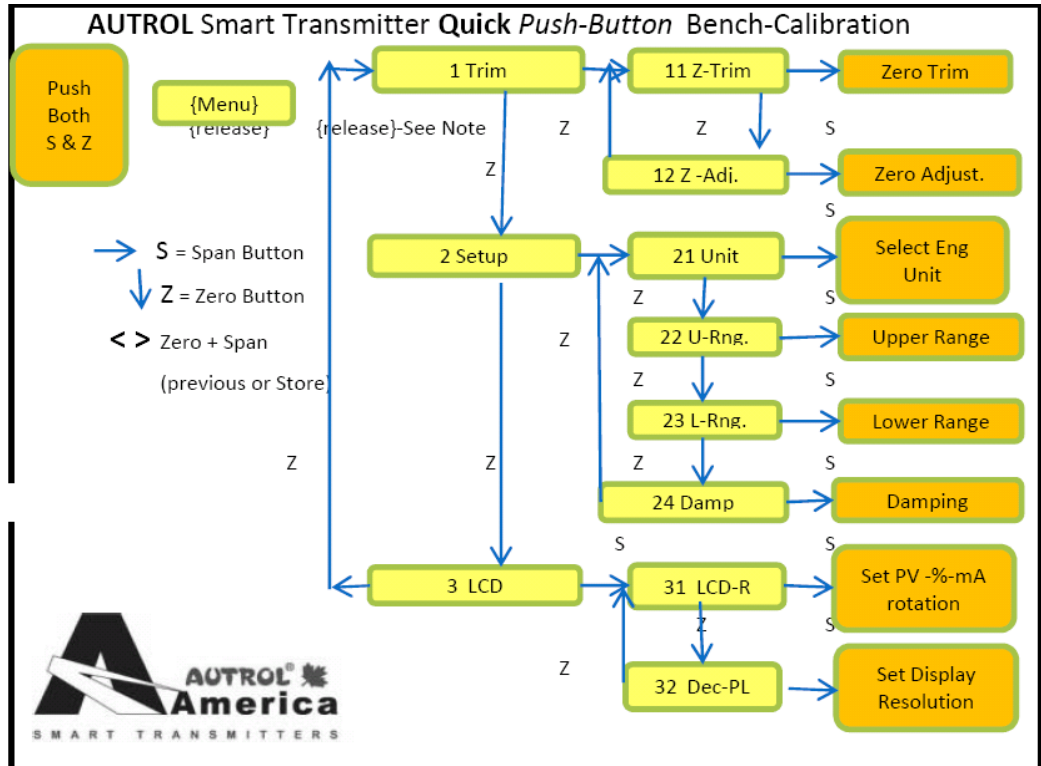 AUTROL Smart Transmitter Quick Push-Button Bench-Calibration
Push
Both
S & Z
{Menu}
{release}
{release}-See Note
1 Trim
11 Z-Trim
Zero Trim
Z
Z
S
Z
12 Z -Adj.
Zero Adjust.
S
S = Span Button
Z = Zero Button
< > Zero + Span
(previous or Store)
2 Setup
21 Unit
Select Eng
Unit
Z
S
Z
22 U-Rng.
Upper Range
Z
S
23 L-Rng.
Lower Range
Z
Z
Z
S
24 Damp
Damping
S
S
3 LCD
31 LCD-R
Set PV -%-mA
rotation
Z
S
Z
32 Dec-PL
Set Display
Resolution
AUTROL®
America
SMART TRANSMITTERS